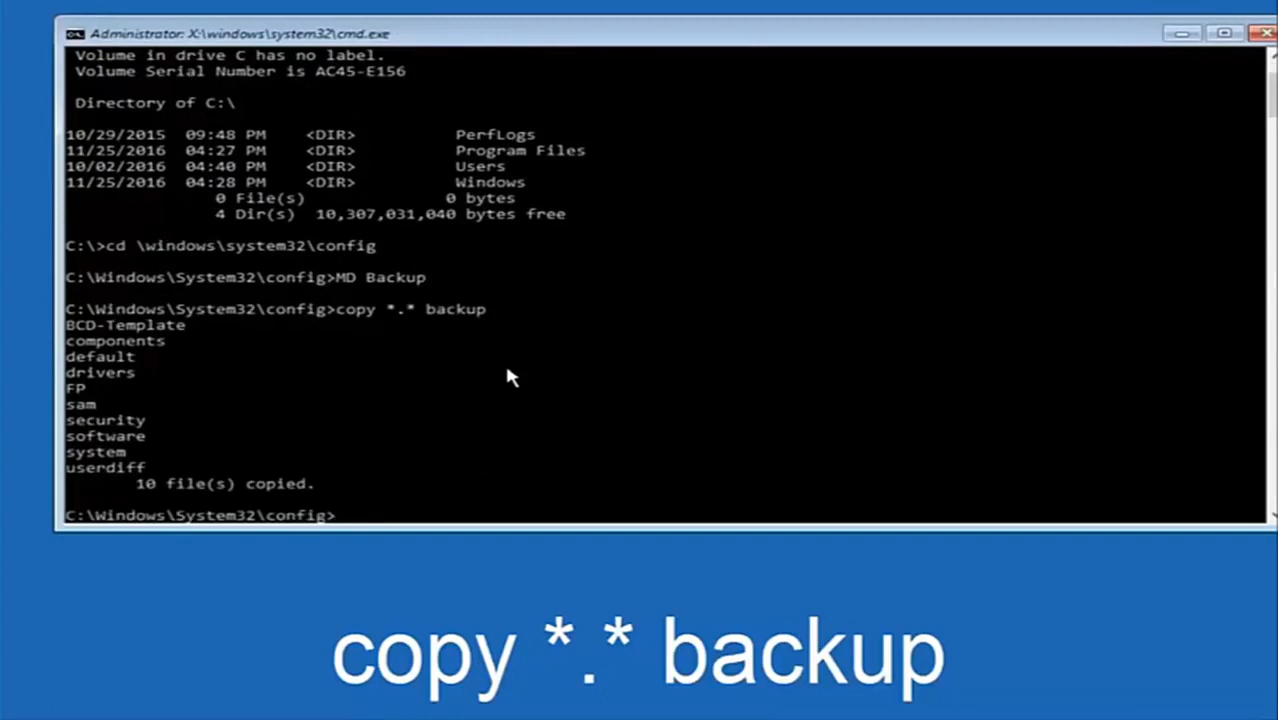 Administrator: X:\windows\system32\cmd.exe
Volume in drive C has no label.
Volume Serial Number is AC45-E156
Directory of C:\
10/29/2015 09:48 PM <DIR> PerfLogs
11/25/2016 04:27 PM <DIR> Program Files
10/02/2016 04:40 PM <DIR> Users
11/25/2016 04:28 PM <DIR> Windows
0 File(s) 0 bytes
4 Dir(s) 10,307,031,040 bytes free
C:\>cd \windows\system32\config
C:\Windows\System32\config>MD Backup
C:\Windows\System32\config>copy *.* backup
BCD-Template
components
default
drivers
FP
sam
security
software
system
userdiff
10 file(s) copied.
C:\Windows\System32\config>
copy *.* backup